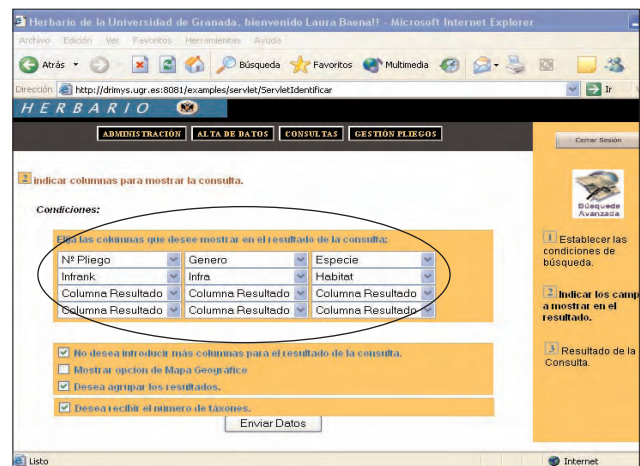 Herbario de la Universidad de Granada, bienvenido Laura Baena!! - Microsoft Internet Explorer
Archivo Edición Ver Favoritos Herramientas Ayuda
Atrás Búsqueda Favoritos Multimedia
Dirección http://drimys.ugr.es:8081/examples/servlet/ServletIdentificar Ir
HERBARIO
ADMINISTRACIÓN ALTA DE DATOS CONSULTAS GESTIÓN PLIEGOS
Cerrar Sesión
2 indicar columnas para mostrar la consulta.
Condiciones:
Elija las columnas que desee mostrar en el resultado de la consulta:
Nº Pliego Genero Especie
Infrank Infra Habitat
Columna Resultado Columna Resultado Columna Resultado
Columna Resultado Columna Resultado Columna Resultado
No desea introducir más columnas para el resultado de la consulta.
Mostrar opcion de Mapa Geográfico
Desea agrupar los resultados.
Desea recibir el número de táxones.
Enviar Datos
Búsqueda
Avanzada
1 Establecer las
condiciones de
búsqueda.
2 Indicar los camp
a mostrar en el
resultado.
3 Resultado de la
Consulta.
Listo Internet